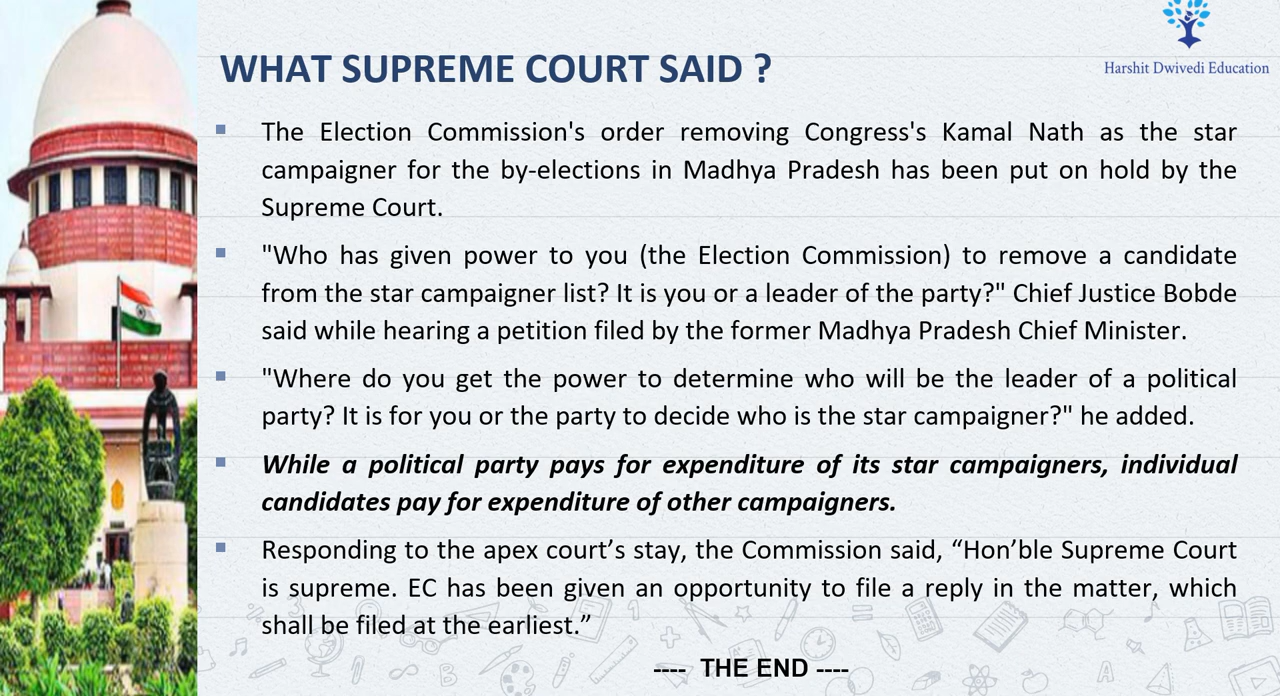 Harshit Dwivedi Education
WHAT SUPREME COURT SAID ?
The Election Commission's order removing Congress's Kamal Nath as the star
campaigner for the by-elections in Madhya Pradesh has been put on hold by the
Supreme Court.
"Who has given power to you (the Election Commission) to remove a candidate
from the star campaigner list? It is you or a leader of the party?" Chief Justice Bobde
said while hearing a petition filed by the former Madhya Pradesh Chief Minister.
"Where do you get the power to determine who will be the leader of a political
party? It is for you or the party to decide who is the star campaigner?" he added.
While a political party pays for expenditure of its star campaigners, individual
candidates pay for expenditure of other campaigners.
Responding to the apex court’s stay, the Commission said, “Hon’ble Supreme Court
is supreme. EC has been given an opportunity to file a reply in the matter, which
shall be filed at the earliest.”
---- THE END ----